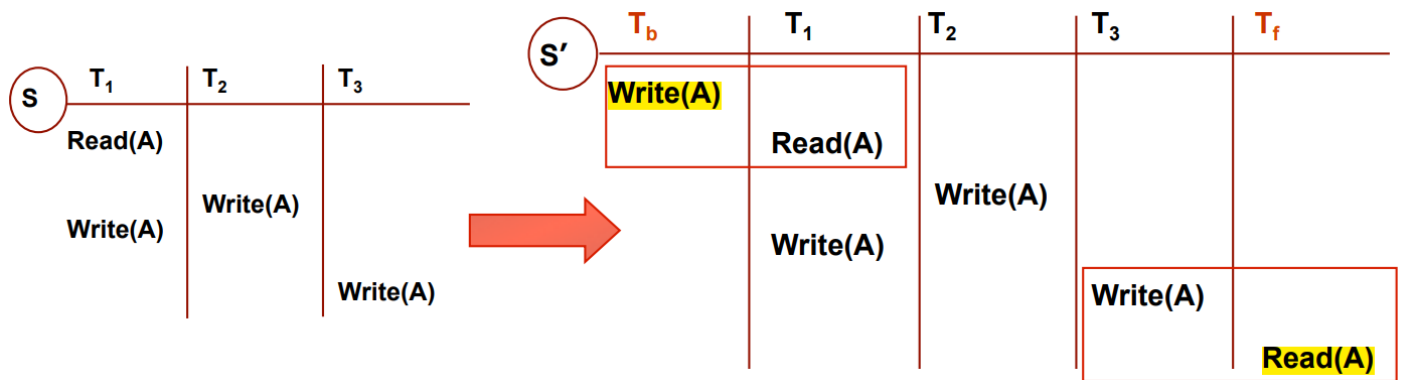 S
T1 T2 T3
Read(A)
Write(A)
Write(A)
Write(A)
S′
Tb T1 T2 T3 Tf
Write(A)
Read(A)
Write(A)
Write(A)
Write(A)
Read(A)